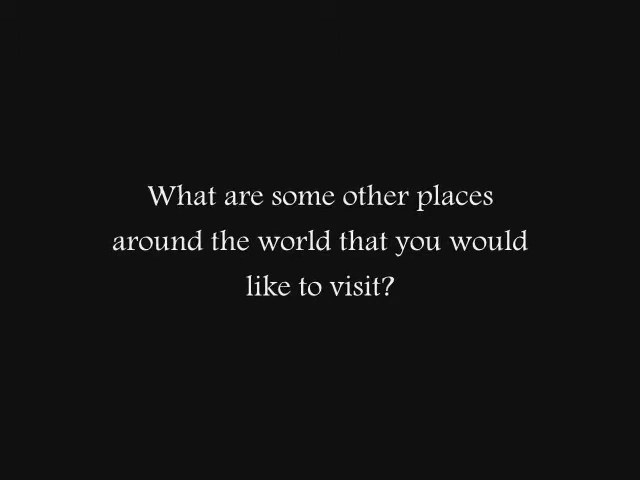 What are some other places
around the world that you would
like to visit?